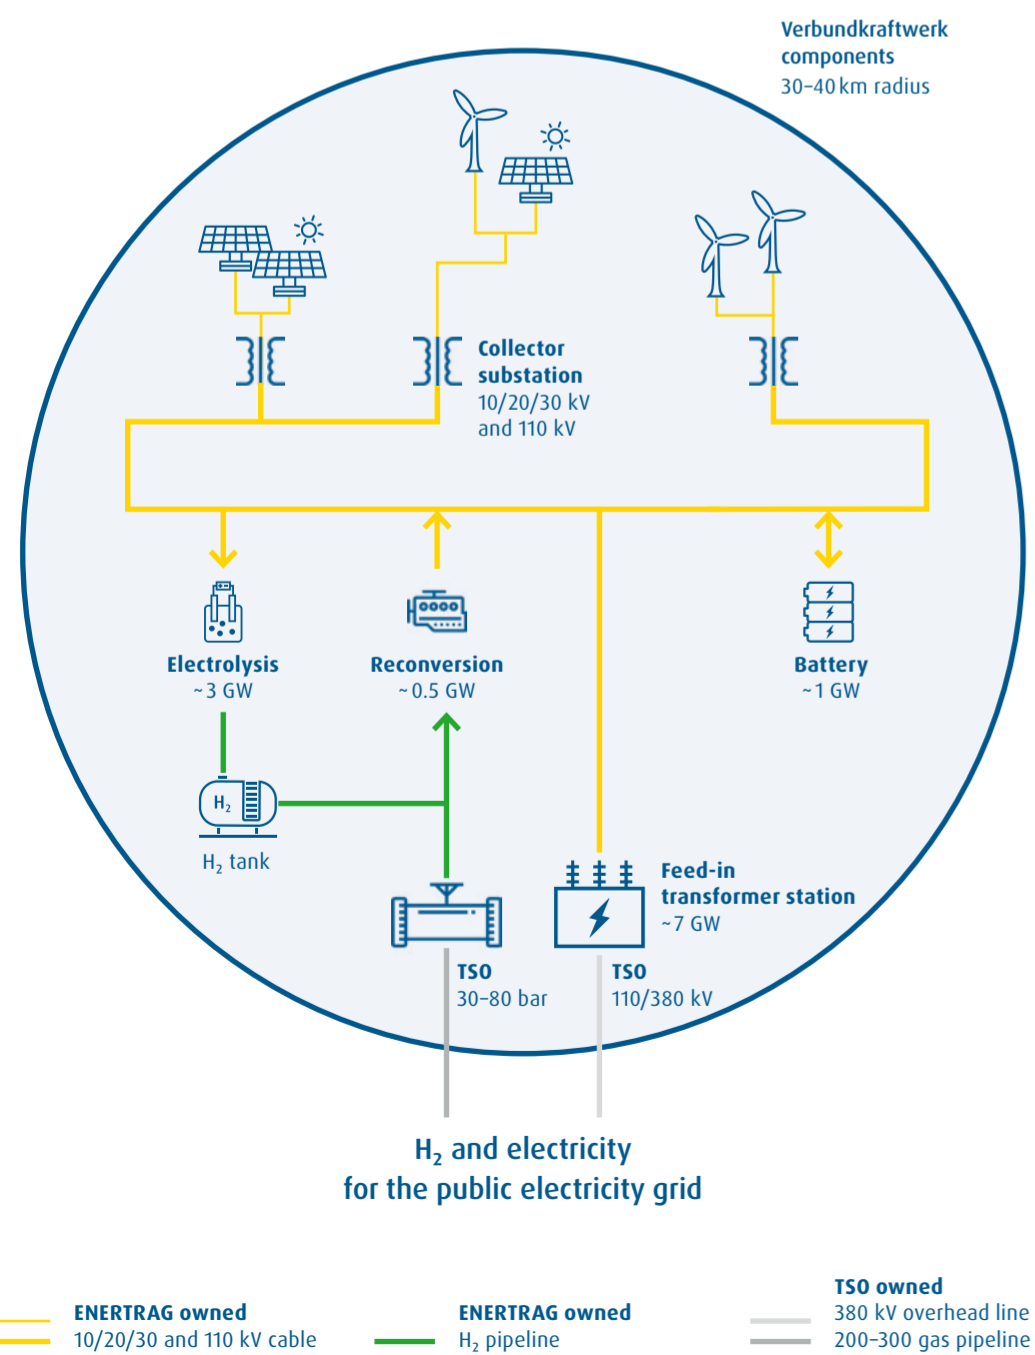 Verbundkraftwerk
components
30–40 km radius
Collector
substation
10/20/30 kV
and 110 kV
Electrolysis
~3 GW
Reconversion
~0.5 GW
Battery
~1 GW
H₂
H₂ tank
Feed-in
transformer station
~7 GW
TSO
30–80 bar
TSO
110/380 kV
H₂ and electricity
for the public electricity grid
ENERTRAG owned
10/20/30 and 110 kV cable
ENERTRAG owned
H₂ pipeline
TSO owned
380 kV overhead line
200–300 gas pipeline